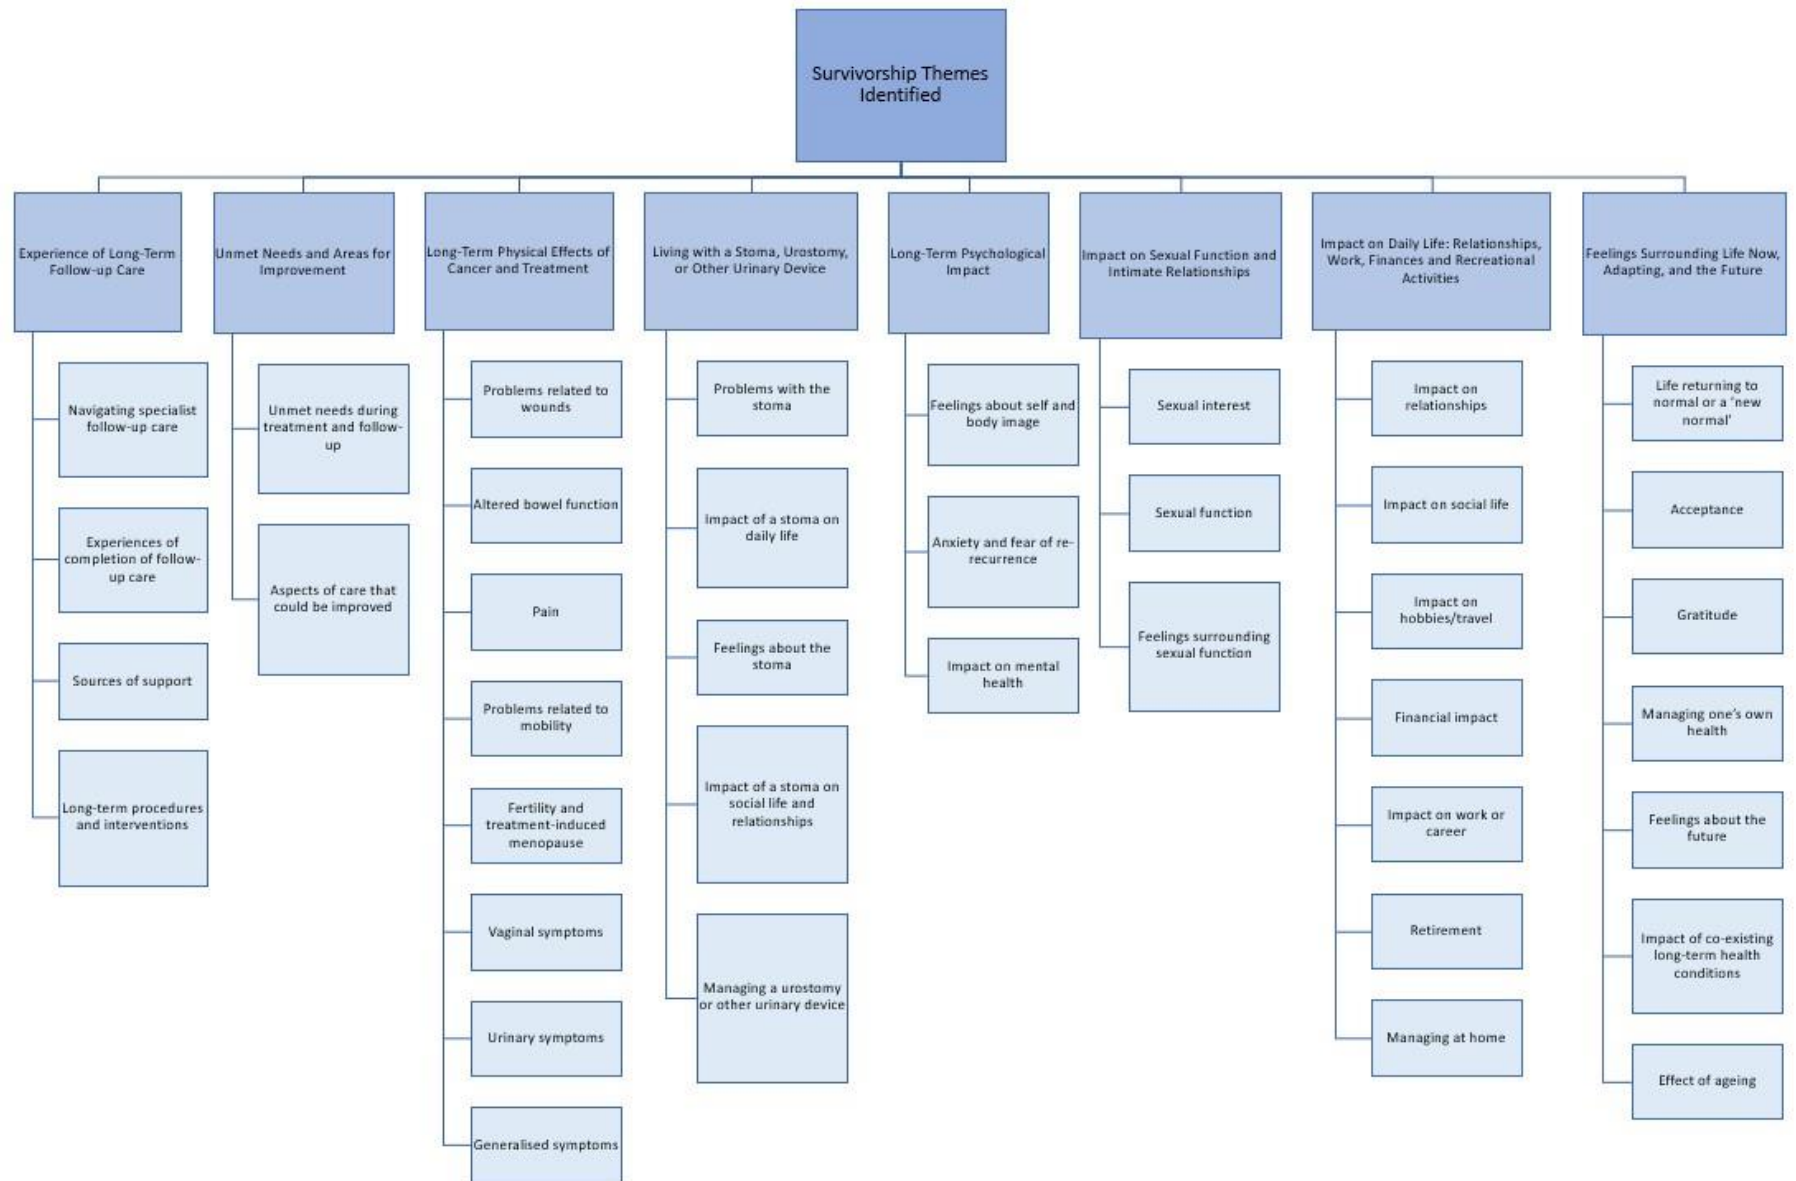 Survivorship Themes
Identified
Experience of Long-Term
Follow-up Care
Navigating specialist
follow-up care
Experiences of
completion of follow-
up care
Sources of support
Long-term procedures
and interventions
Unmet Needs and Areas for
Improvement
Unmet needs during
treatment and follow-
up
Aspects of care that
could be improved
Long-Term Physical Effects of
Cancer and Treatment
Problems related to
wounds
Altered bowel function
Pain
Problems related to
mobility
Fertility and
treatment-induced
menopause
Vaginal symptoms
Urinary symptoms
Generalised symptoms
Living with a Stoma, Urostomy,
or Other Urinary Device
Problems with the
stoma
Impact of a stoma on
daily life
Feelings about the
stoma
Impact of a stoma on
social life and
relationships
Managing a urostomy
or other urinary device
Long-Term Psychological
Impact
Feelings about self and
body image
Anxiety and fear of re-
recurrence
Impact on mental
health
Impact on Sexual Function and
Intimate Relationships
Sexual interest
Sexual function
Feelings surrounding
sexual function
Impact on Daily Life: Relationships,
Work, Finances and Recreational
Activities
Impact on
relationships
Impact on social life
Impact on
hobbies/travel
Financial impact
Impact on work or
career
Retirement
Managing at home
Feelings Surrounding Life Now,
Adapting, and the Future
Life returning to
normal or a 'new
normal'
Acceptance
Gratitude
Managing one's own
health
Feelings about the
future
Impact of co-existing
long-term health
conditions
Effect of ageing